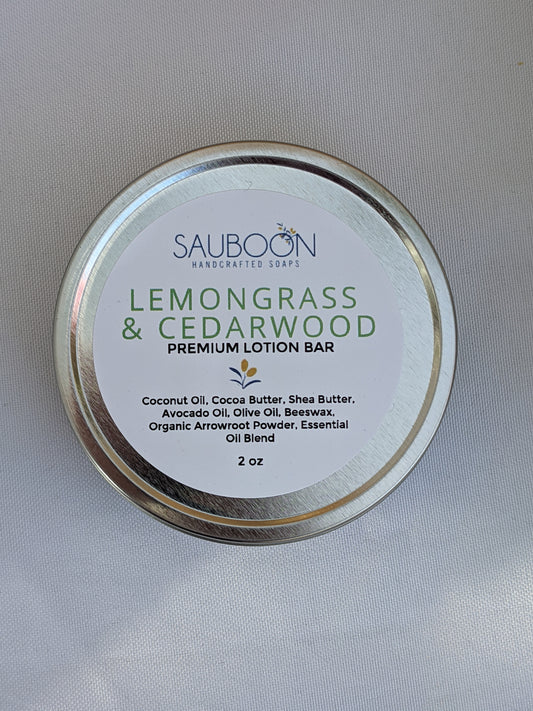 SAUBOON
HANDCRAFTED SOAPS
LEMONGRASS
& CEDARWOOD
PREMIUM LOTION BAR
Coconut Oil, Cocoa Butter, Shea Butter,
Avocado Oil, Olive Oil, Beeswax,
Organic Arrowroot Powder, Essential
Oil Blend
2 oz